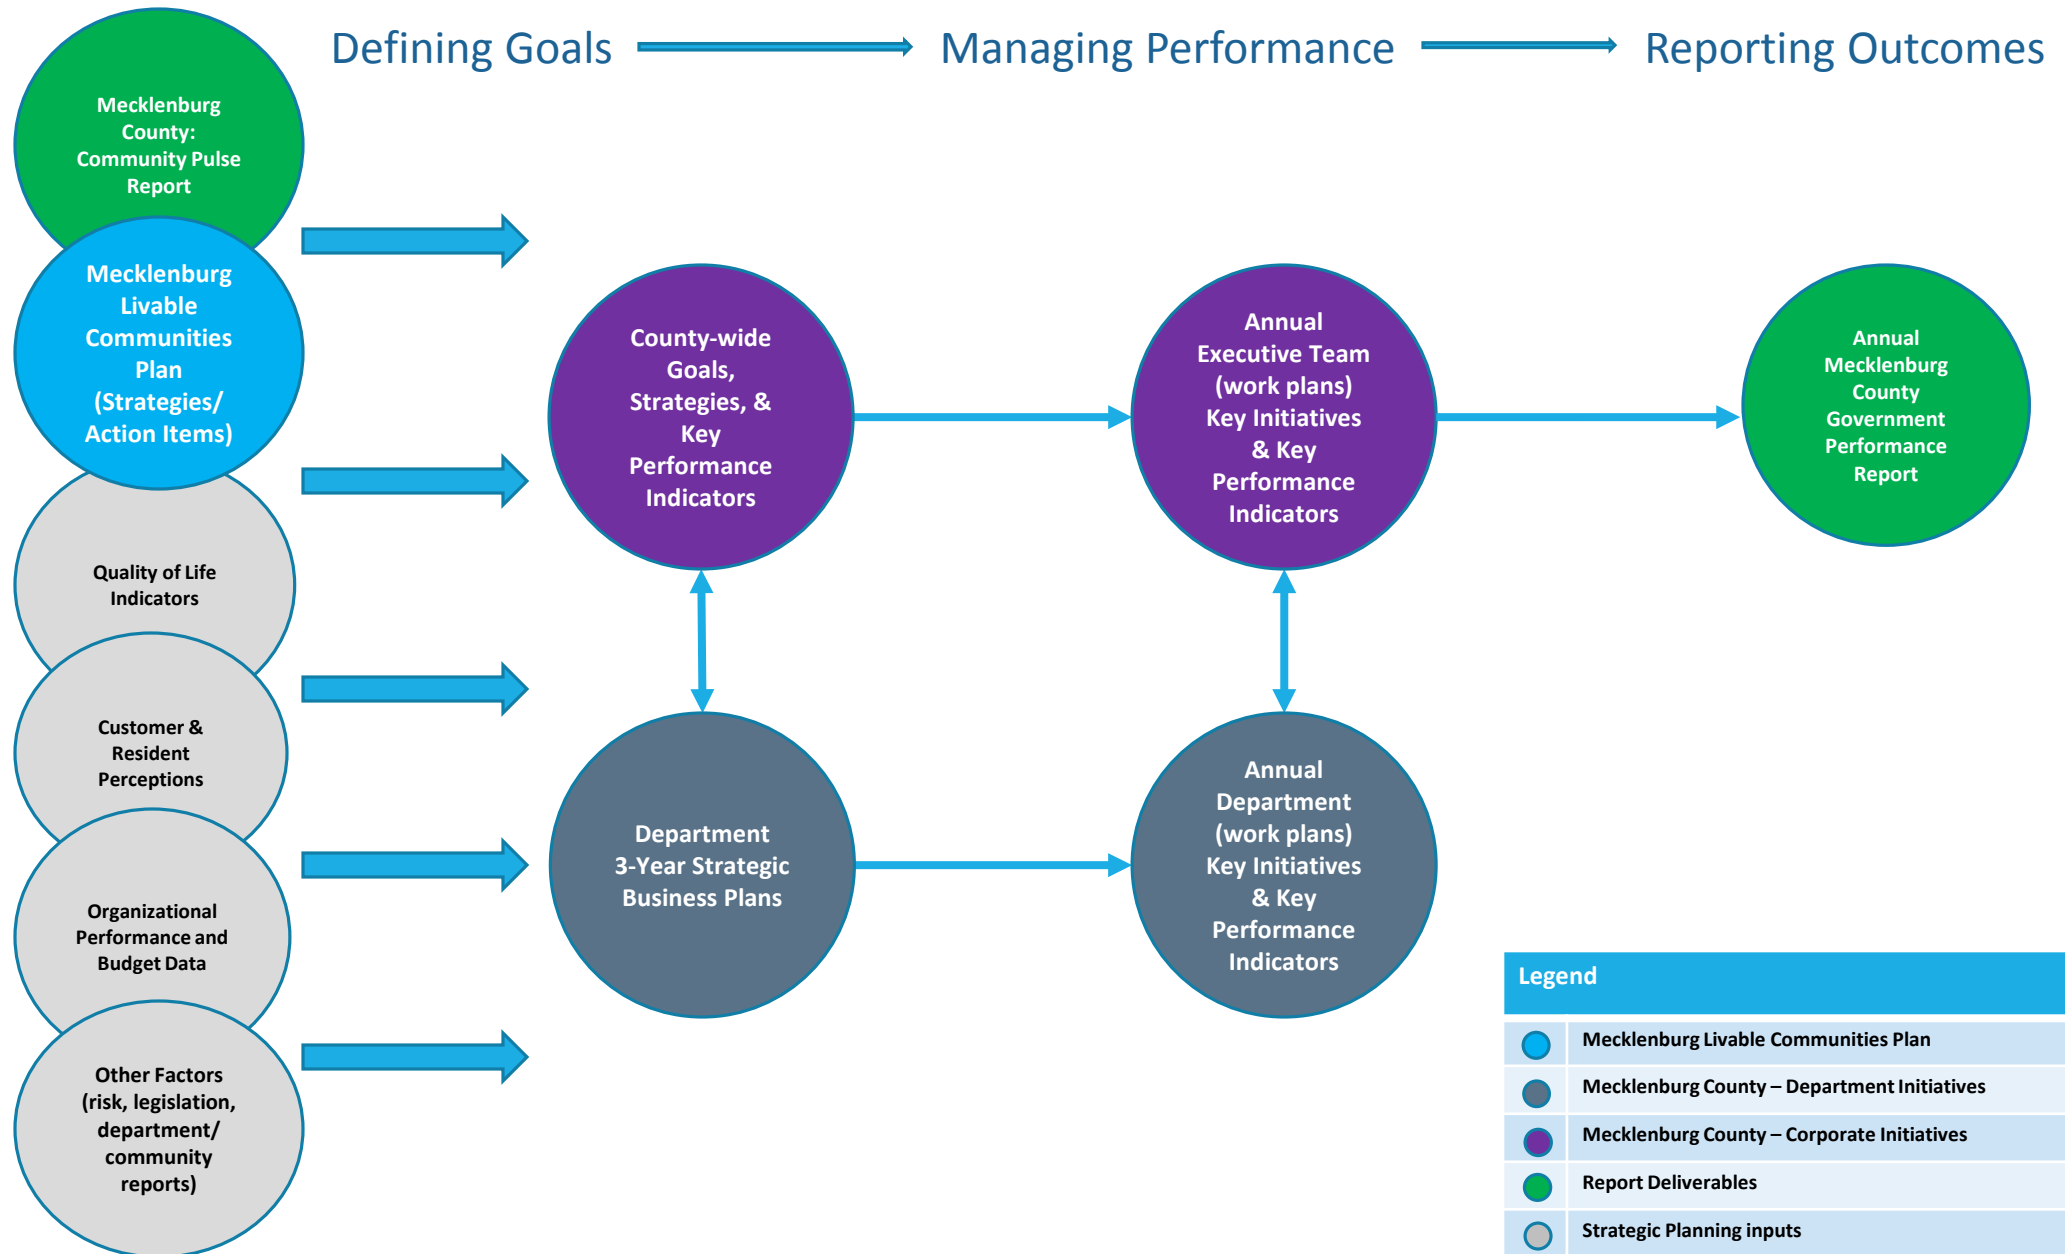 Defining Goals
Managing Performance
Reporting Outcomes
Mecklenburg
County:
Community Pulse
Report
Mecklenburg
Livable
Communities
Plan
(Strategies/
Action Items)
Quality of Life
Indicators
Customer &
Resident
Perceptions
Organizational
Performance and
Budget Data
Other Factors
(risk, legislation,
department/
community
reports)
County-wide
Goals,
Strategies, &
Key
Performance
Indicators
Department
3-Year Strategic
Business Plans
Annual
Executive Team
(work plans)
Key Initiatives
& Key
Performance
Indicators
Annual
Department
(work plans)
Key Initiatives
& Key
Performance
Indicators
Annual
Mecklenburg
County
Government
Performance
Report
Legend
Mecklenburg Livable Communities Plan
Mecklenburg County – Department Initiatives
Mecklenburg County – Corporate Initiatives
Report Deliverables
Strategic Planning inputs